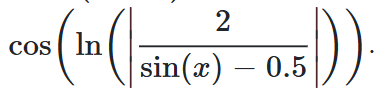 cos(ln(|2/(sin(x) − 0.5)|)).